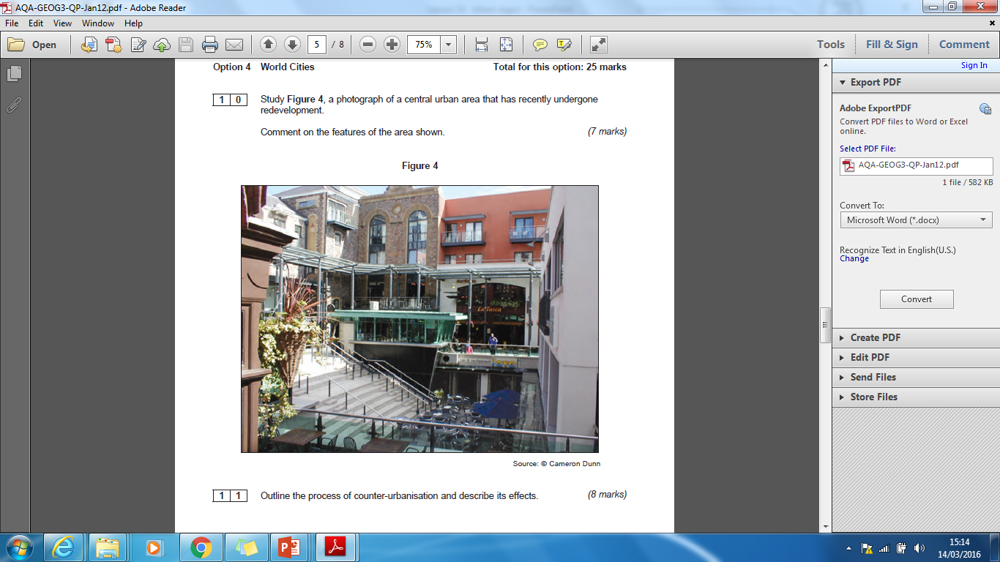 AQA-GEOG3-QP-Jan12.pdf - Adobe Reader
File Edit View Window Help
Open 5 / 8 75% Tools Fill & Sign Comment
Sign In
Export PDF
Adobe ExportPDF
Convert PDF files to Word or Excel
online.
Select PDF File:
AQA-GEOG3-QP-Jan12.pdf
1 file / 582 KB
Convert To:
Microsoft Word (*.docx)
Recognize Text in English(U.S.)
Change
Convert
Create PDF
Edit PDF
Send Files
Store Files
Option 4 World Cities Total for this option: 25 marks
1 0 Study Figure 4, a photograph of a central urban area that has recently undergone
redevelopment.
Comment on the features of the area shown. (7 marks)
Figure 4
La Tasca
Source: © Cameron Dunn
1 1 Outline the process of counter-urbanisation and describe its effects. (8 marks)
15:14
14/03/2016